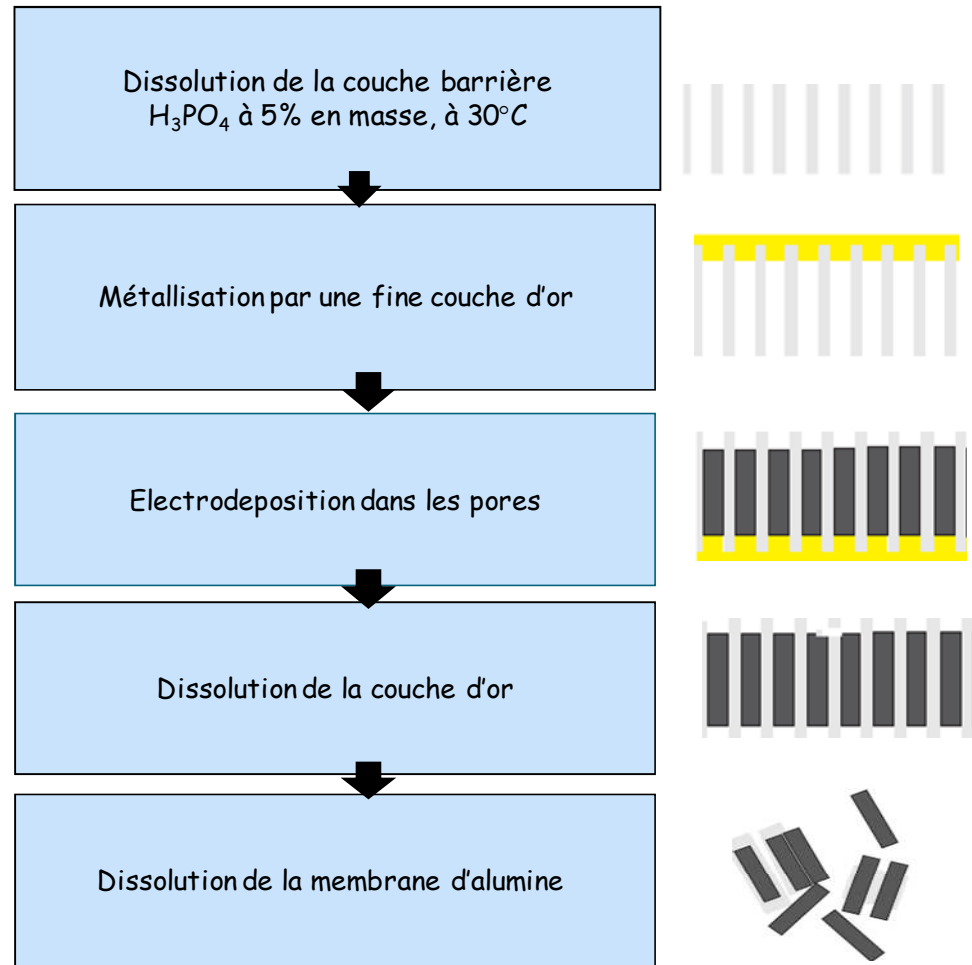 Dissolution de la couche barrière
H₃PO₄ à 5% en masse, à 30°C
Métallisation par une fine couche d'or
Electrodeposition dans les pores
Dissolution de la couche d'or
Dissolution de la membrane d'alumine